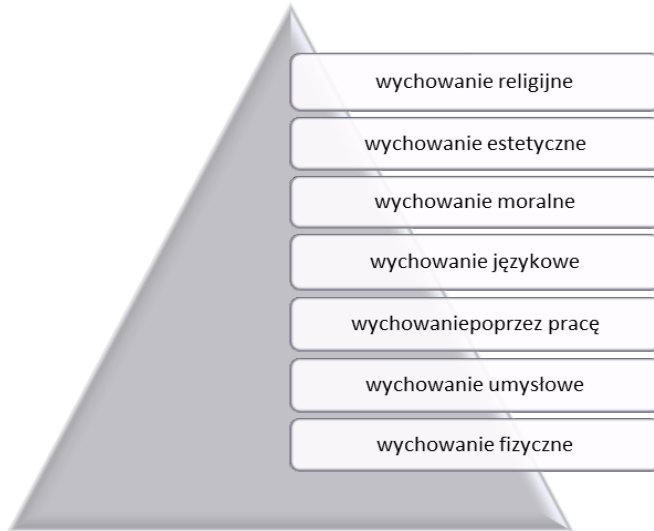 wychowanie religijne
wychowanie estetyczne
wychowanie moralne
wychowanie językowe
wychowaniepoprzez pracę
wychowanie umysłowe
wychowanie fizyczne